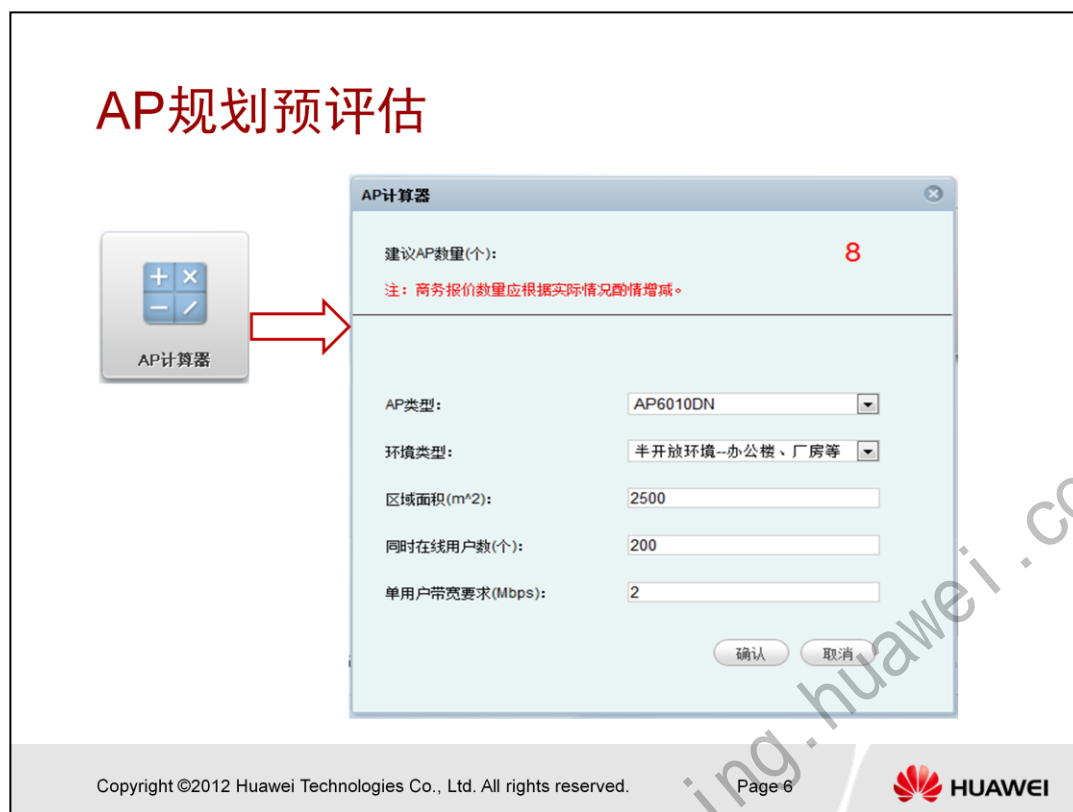 AP规划预评估
AP计算器
AP计算器
建议AP数量(个):
8
注：商务报价数量应根据实际情况酌情增减。
AP类型:
AP6010DN
环境类型:
半开放环境--办公楼、厂房等
区域面积(m^2):
2500
同时在线用户数(个):
200
单用户带宽要求(Mbps):
2
确认
取消
ing.huawei.co
Copyright ©2012 Huawei Technologies Co., Ltd. All rights reserved.
Page 6
HUAWEI